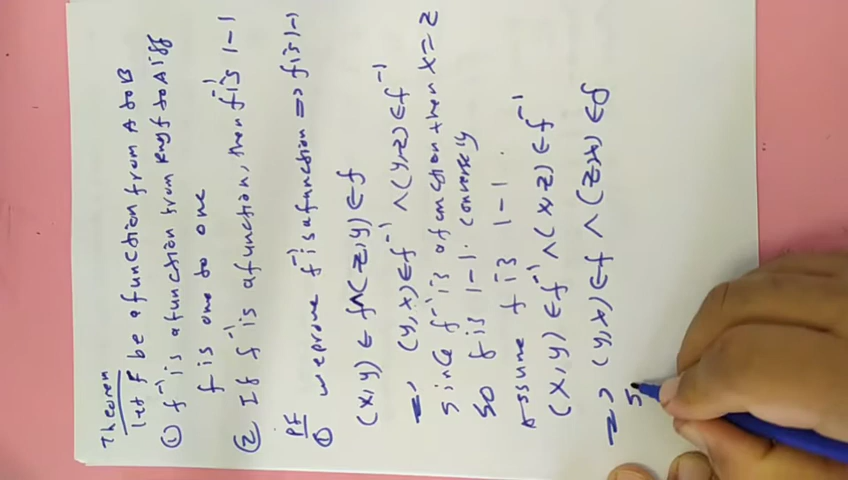 Theorem
let f be a function from A to B
① f⁻¹ is a function from Rng f to A iff
f is one to one
② If f⁻¹ is a function, then f⁻¹ is 1-1
pf
① we prove f⁻¹ is a function => f is 1-1
(x,y) ∈ f ∧ (z,y) ∈ f
=> (y,x) ∈ f⁻¹ ∧ (y,z) ∈ f⁻¹
since f⁻¹ is a function then x = z
so f is 1-1. conversely
Assume f is 1-1.
(x,y) ∈ f⁻¹ ∧ (x,z) ∈ f⁻¹
=> (y,x) ∈ f ∧ (z,x) ∈ f
s